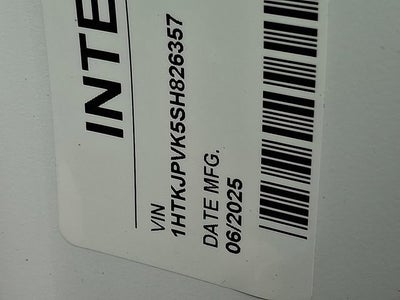 INTE
VIN
1HTKJPVK5SH826357
DATE MFG.
06/2025